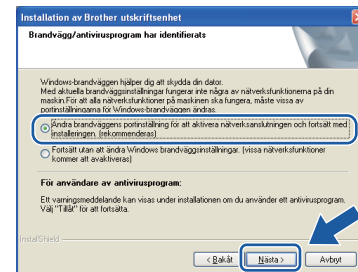 Installation av Brother utskriftsenhet
Brandvägg/antivirusprogram har identifierats
Windows-brandväggen hjälper dig att skydda din dator.
Med aktuella brandväggsinställningar fungerar inte några av nätverksfunktionerna på din
maskin.För att alla nätverksfunktioner på maskinen ska fungera, måste vissa av
portinställningarna för Windows-brandväggen ändras.
Ändra brandväggens portinställning för att aktivera nätverksanslutningen och fortsätt med
installeringen. (rekommenderas)
Fortsätt utan att ändra Windows brandvägginställningar. (vissa nätverksfunktioner
kommer att avaktiveras)
För användare av antivirusprogram:
Ett varningsmeddelande kan visas under installationen om du använder ett antivirusprogram.
Välj "Tillåt" för att fortsätta.
InstallShield
< Bakåt Nästa > Avbryt